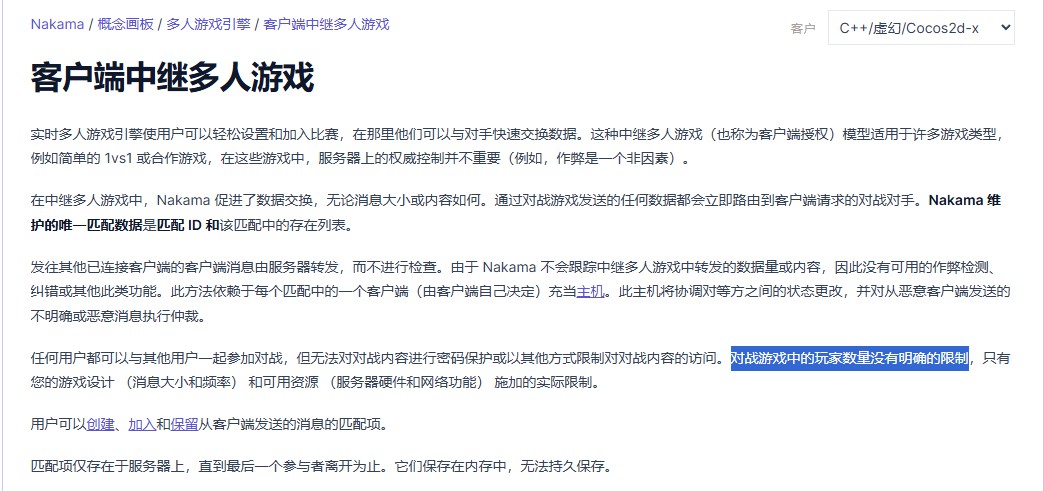 Nakama / 概念画板 / 多人游戏引擎 / 客户端中继多人游戏
客户 C++/虚幻/Cocos2d-x
客户端中继多人游戏
实时多人游戏引擎使用户可以轻松设置和加入比赛，在那里他们可以与对手快速交换数据。这种中继多人游戏（也称为客户端授权）模型适用于许多游戏类型，
例如简单的 1vs1 或合作游戏，在这些游戏中，服务器上的权威控制并不重要（例如，作弊是一个非因素）。
在中继多人游戏中，Nakama 促进了数据交换，无论消息大小或内容如何。通过对战游戏发送的任何数据都会立即路由到客户端请求的对战对手。Nakama 维
护的唯一匹配数据是匹配 ID 和该匹配中的存在列表。
发往其他已连接客户端的客户端消息由服务器转发，而不进行检查。由于 Nakama 不会跟踪中继多人游戏中转发的数据量或内容，因此没有可用的作弊检测、
纠错或其他此类功能。此方法依赖于每个匹配中的一个客户端（由客户端自己决定）充当主机。此主机将协调对等方之间的状态更改，并对从恶意客户端发送的
不明确或恶意消息执行仲裁。
任何用户都可以与其他用户一起参加对战，但无法对对战内容进行密码保护或以其他方式限制对对战内容的访问。对战游戏中的玩家数量没有明确的限制，只有
您的游戏设计 （消息大小和频率） 和可用资源 （服务器硬件和网络功能） 施加的实际限制。
用户可以创建、加入和保留从客户端发送的消息的匹配项。
匹配项仅存在于服务器上，直到最后一个参与者离开为止。它们保存在内存中，无法持久保存。